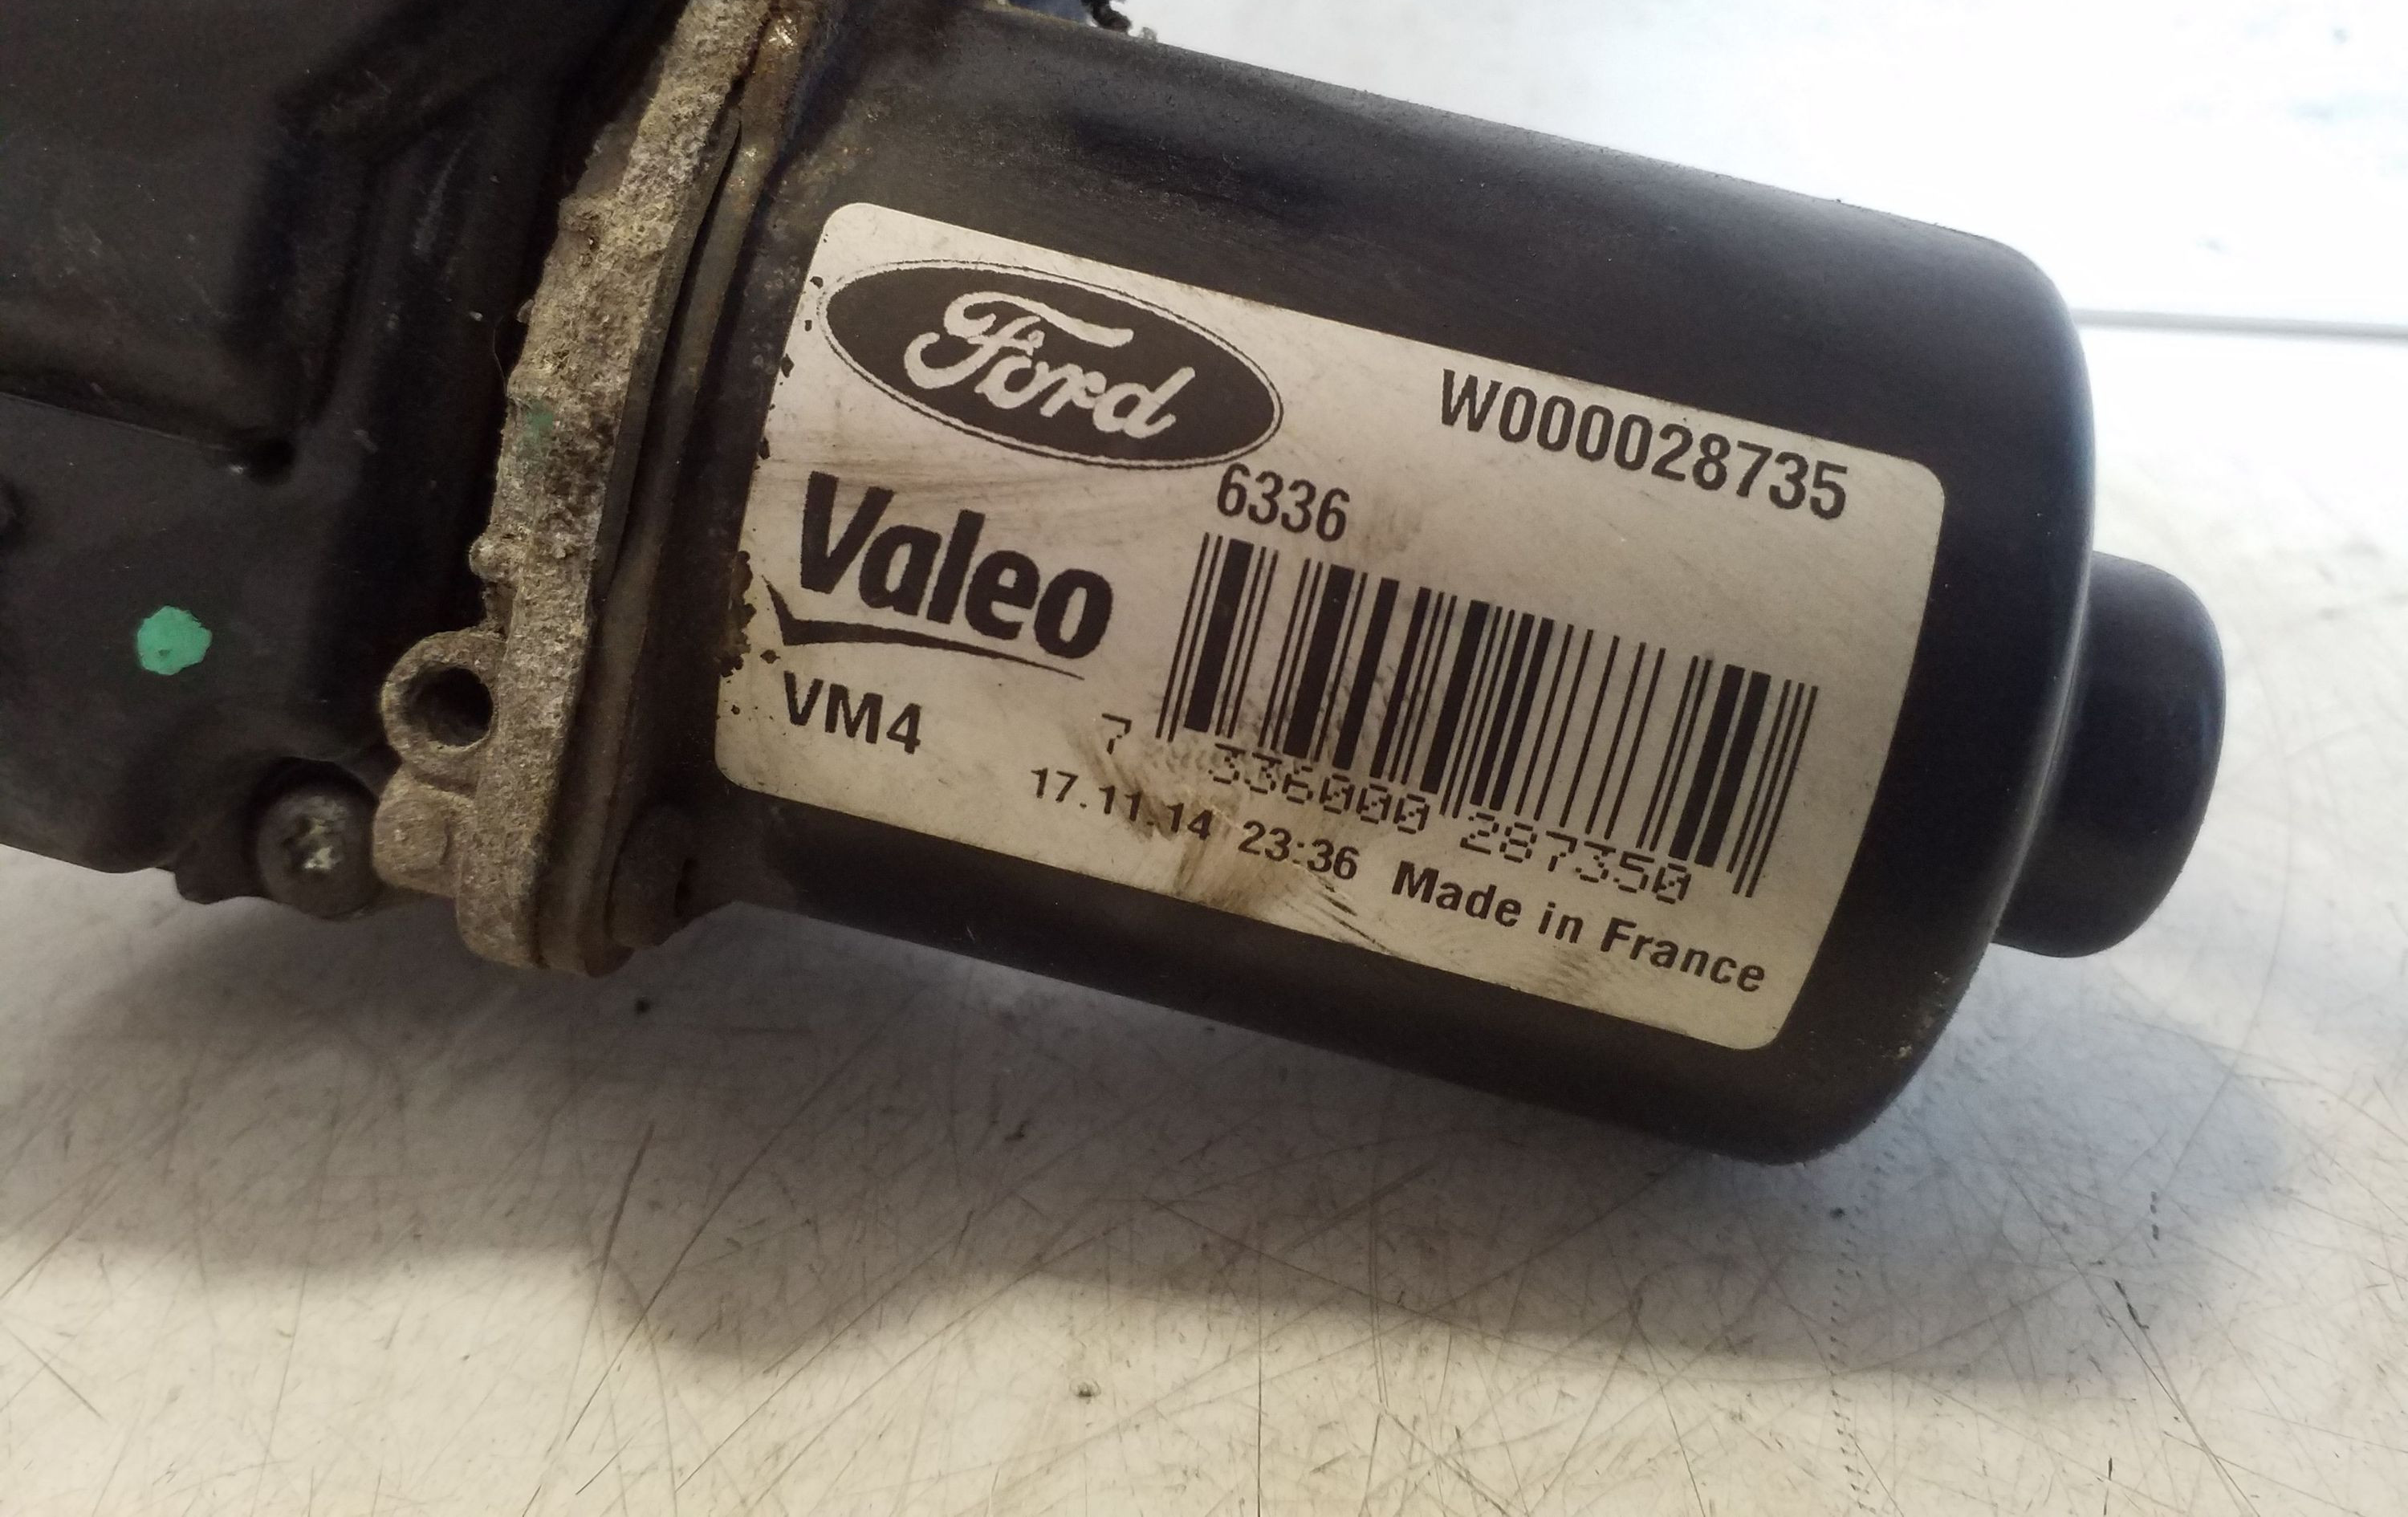 Ford
W000028735
6336
Valeo
VM4
7 336000 287350
17.11.14 23:36 Made in France